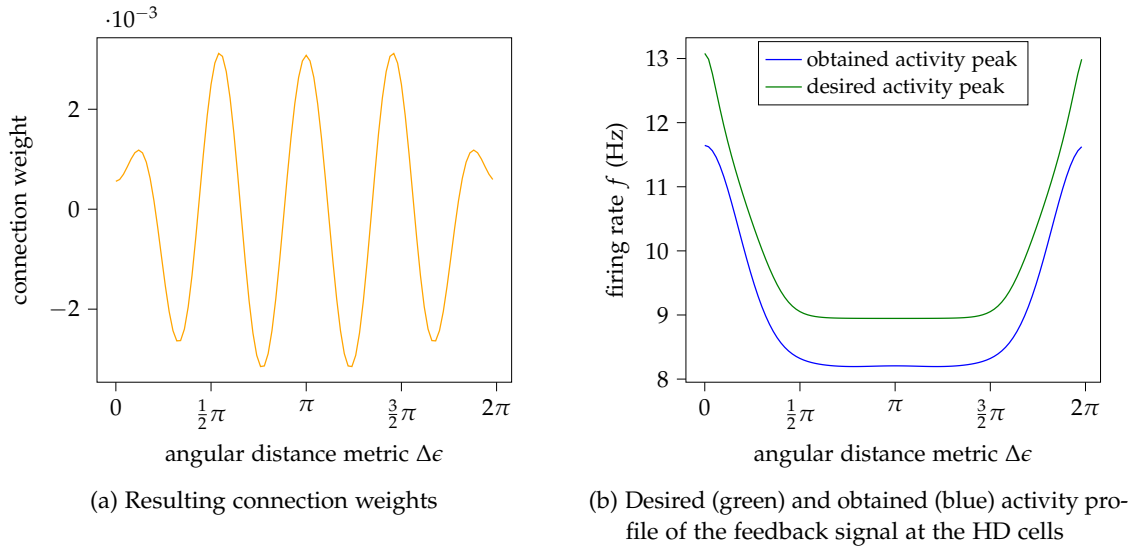 ·10⁻³
2
0
−2
connection weight
0
½π
π
3/2π
2π
angular distance metric Δϵ
(a) Resulting connection weights
obtained activity peak
desired activity peak
13
12
11
10
9
8
firing rate f (Hz)
0
½π
π
3/2π
2π
angular distance metric Δϵ
(b) Desired (green) and obtained (blue) activity pro-
file of the feedback signal at the HD cells